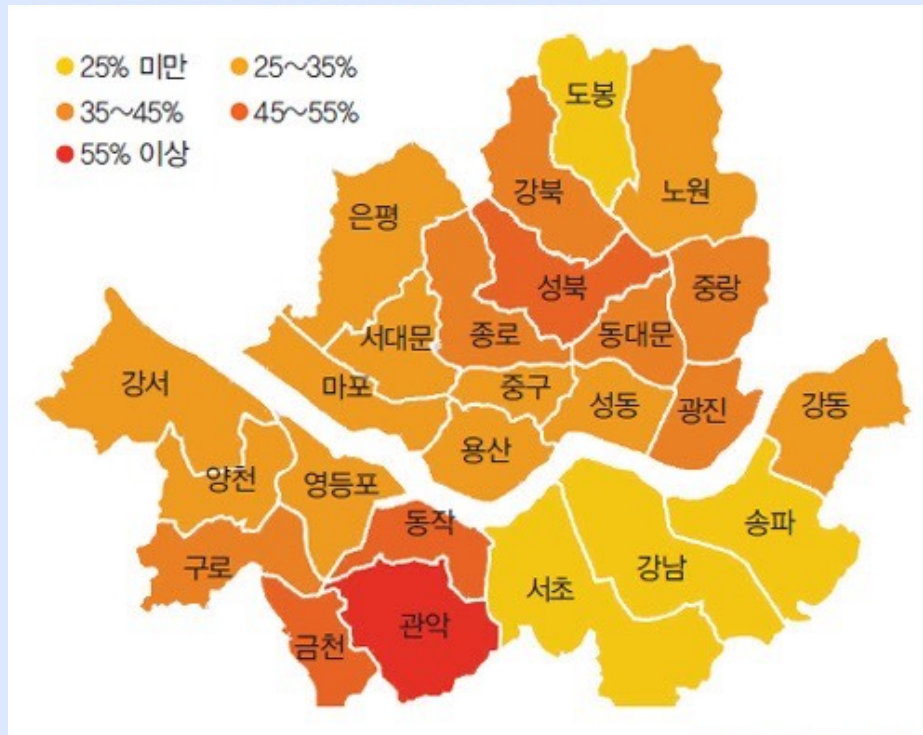 25% 미만
25~35%
35~45%
45~55%
55% 이상
도봉
강북
노원
은평
성북
중랑
서대문
종로
동대문
강서
마포
중구
성동
광진
강동
용산
양천
영등포
동작
송파
구로
강남
서초
관악
금천